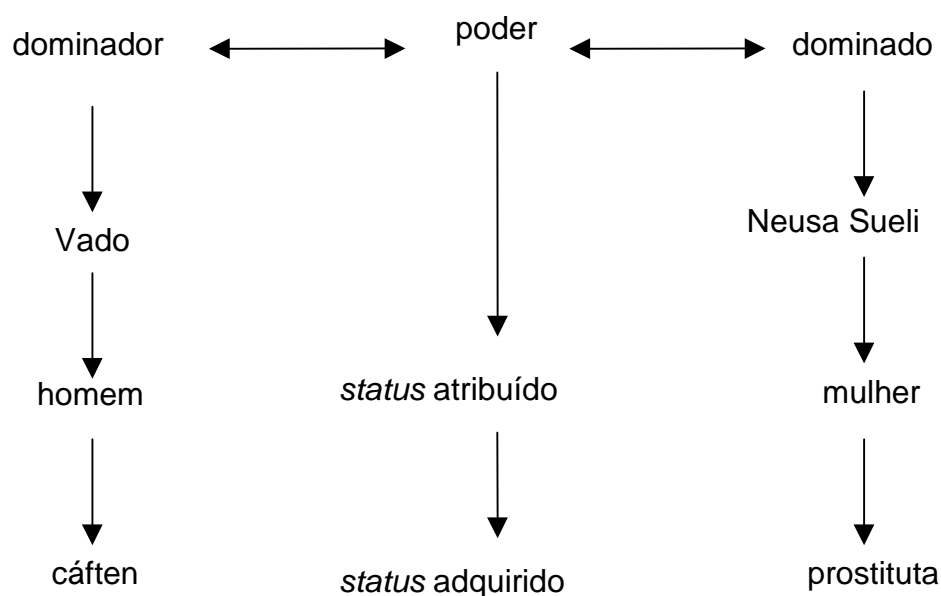 dominador poder dominado
Vado Neusa Sueli
homem status atribuído mulher
cáften status adquirido prostituta